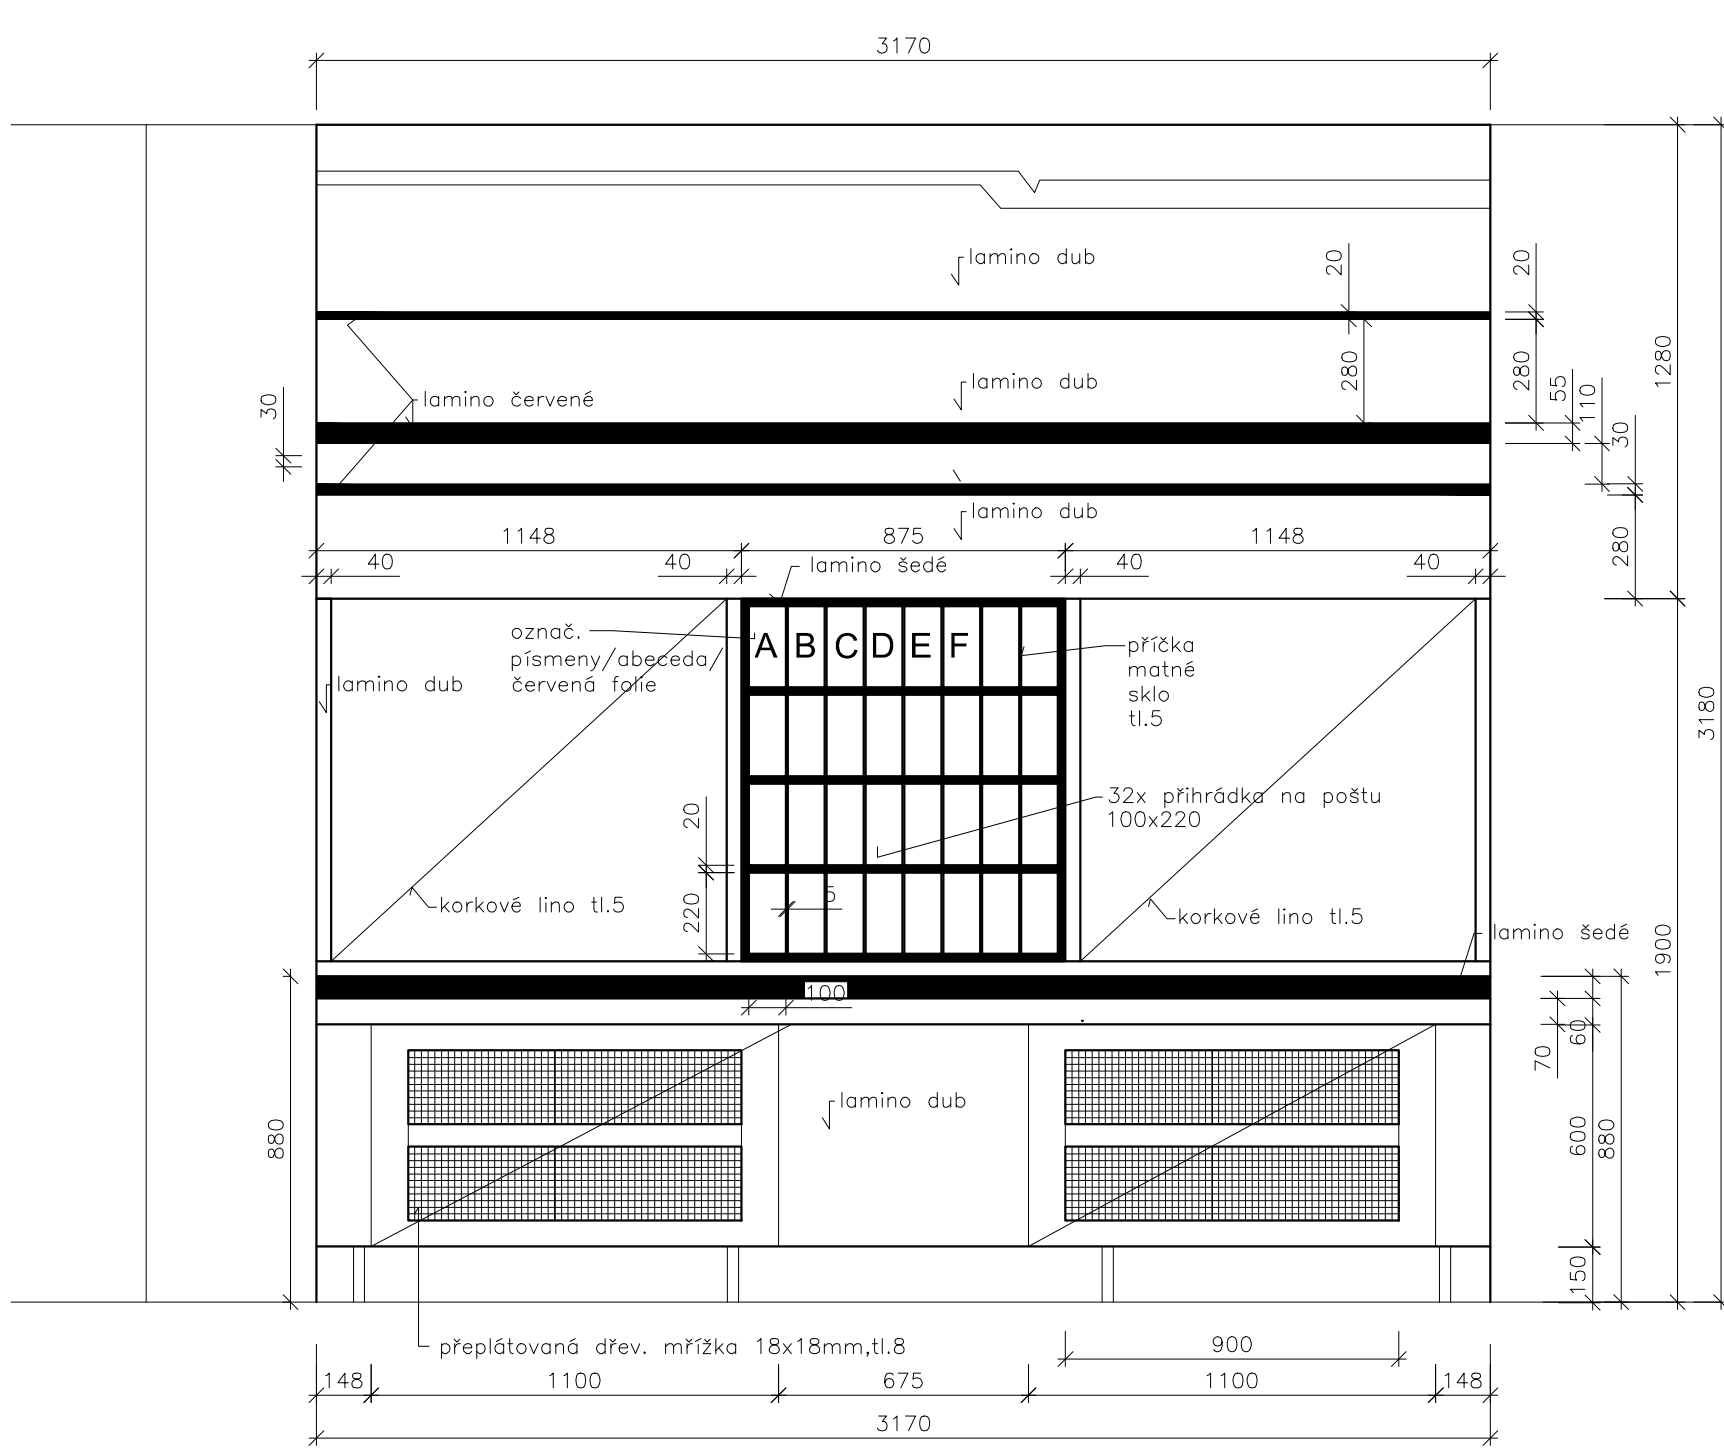 3170
lamino dub
20
20
280
280
1280
lamino dub
55
110
lamino červené
30
30
lamino dub
1148
875
1148
280
40
40
40
40
lamino šedé
označ.
písmeny/abeceda/
červená folie
A B C D E F
příčka
matné
sklo
tl.5
lamino dub
3180
32x přihrádka na poštu
100x220
20
5
220
korkové lino tl.5
korkové lino tl.5
lamino šedé
1900
100
60
70
lamino dub
880
600
880
150
přeplátovaná dřev. mřížka 18x18mm,tl.8
900
148
1100
675
1100
148
3170